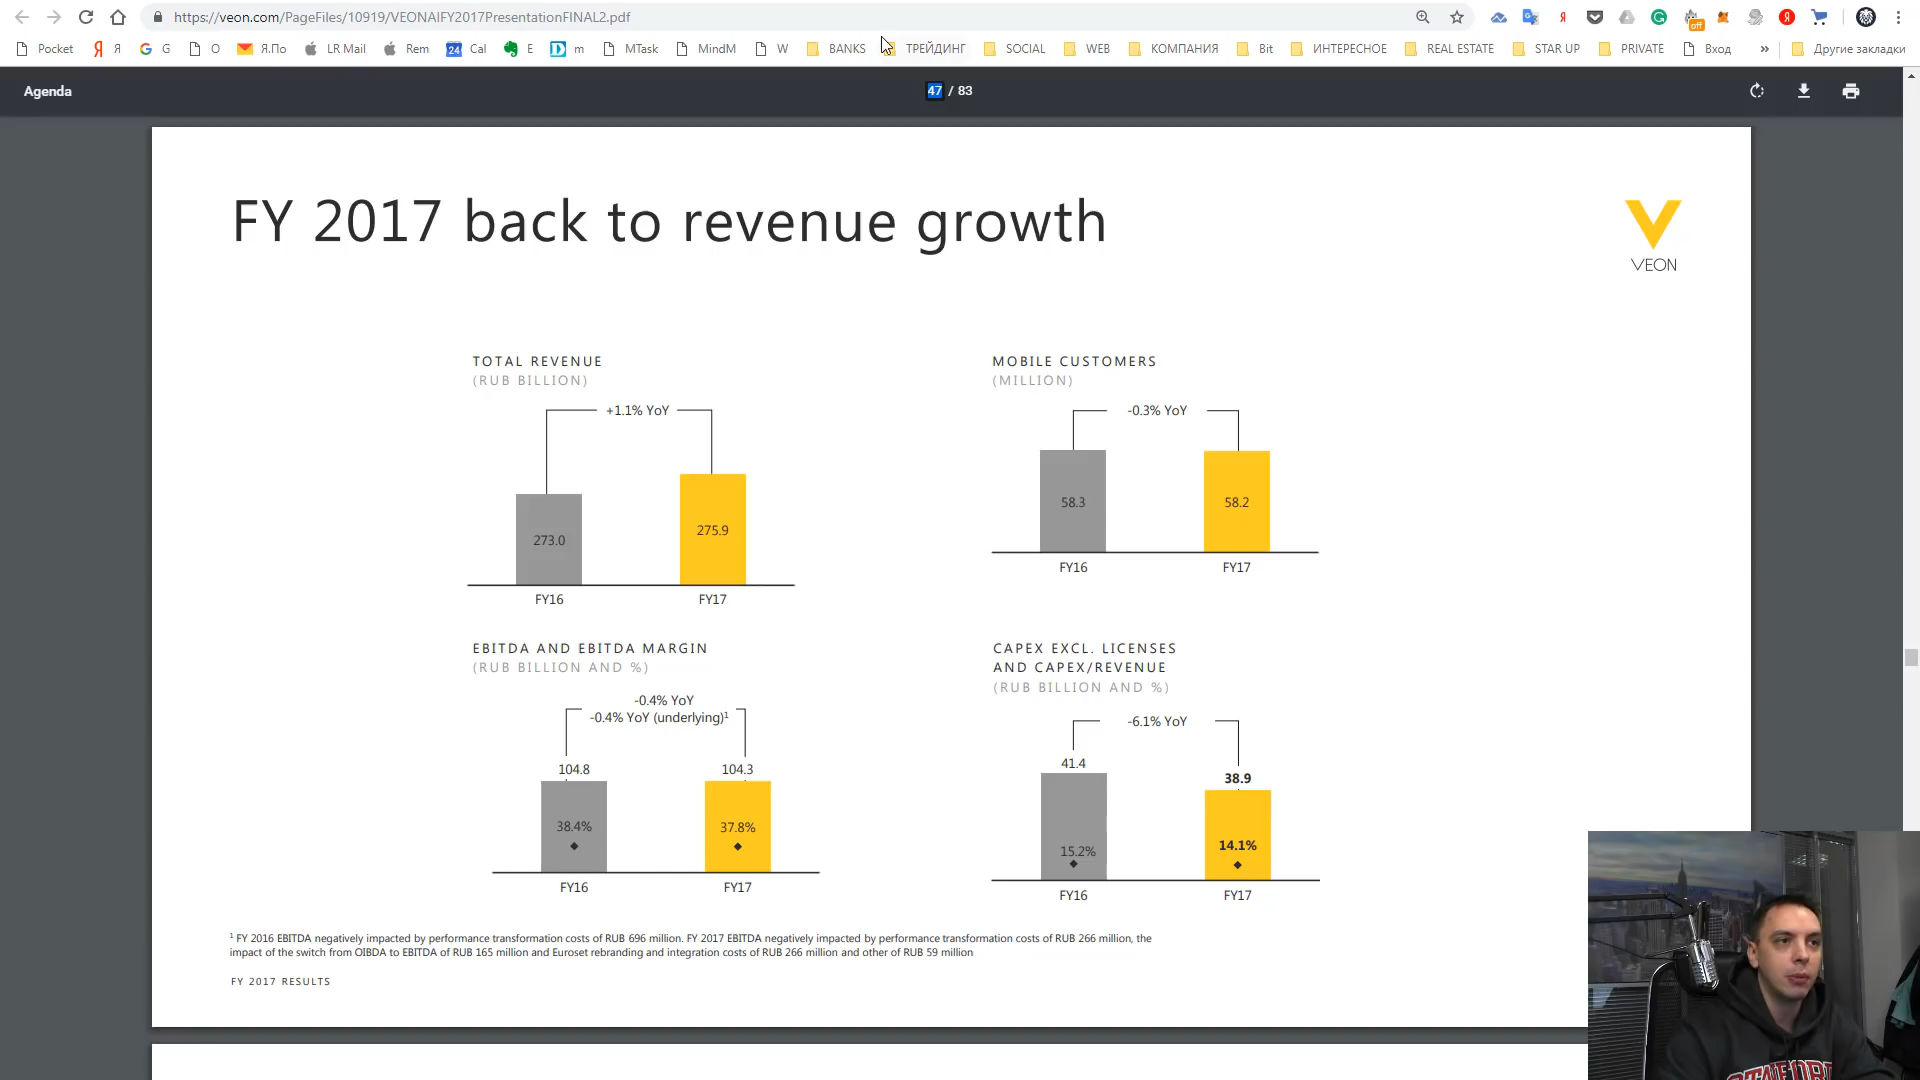 https://veon.com/PageFiles/10919/VEONAIFY2017PresentationFINAL2.pdf
off
Pocket Я Я G G O Я.По LR Mail Rem 24 Cal E D m MTask MindM W BANKS ТРЕЙДИНГ SOCIAL WEB КОМПАНИЯ Bit ИНТЕРЕСНОЕ REAL ESTATE STAR UP PRIVATE Вход » Другие закладки
Agenda 47 / 83
FY 2017 back to revenue growth
VEON
TOTAL REVENUE
(RUB BILLION)
+1.1% YoY
273.0 275.9
FY16 FY17
MOBILE CUSTOMERS
(MILLION)
-0.3% YoY
58.3 58.2
FY16 FY17
EBITDA AND EBITDA MARGIN
(RUB BILLION AND %)
-0.4% YoY
-0.4% YoY (underlying)¹
104.8 104.3
38.4% 37.8%
FY16 FY17
CAPEX EXCL. LICENSES
AND CAPEX/REVENUE
(RUB BILLION AND %)
-6.1% YoY
41.4 38.9
15.2% 14.1%
FY16 FY17
¹ FY 2016 EBITDA negatively impacted by performance transformation costs of RUB 696 million. FY 2017 EBITDA negatively impacted by performance transformation costs of RUB 266 million, the
impact of the switch from OIBDA to EBITDA of RUB 165 million and Euroset rebranding and integration costs of RUB 266 million and other of RUB 59 million
FY 2017 RESULTS